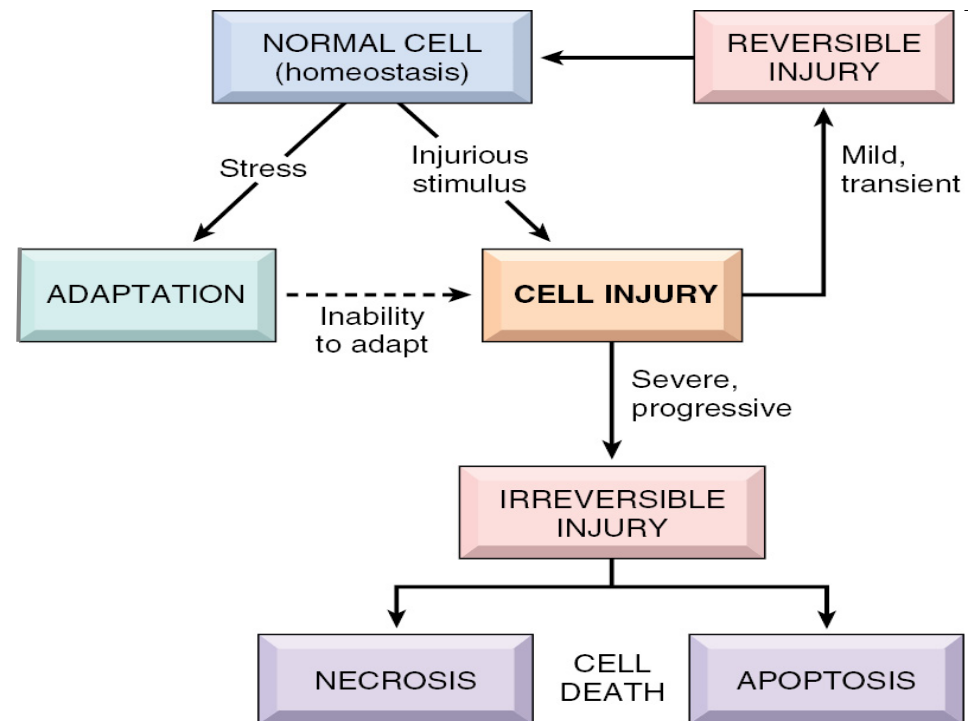 NORMAL CELL
(homeostasis)
REVERSIBLE
INJURY
Stress
Injurious
stimulus
Mild,
transient
ADAPTATION
Inability
to adapt
CELL INJURY
Severe,
progressive
IRREVERSIBLE
INJURY
NECROSIS
CELL
DEATH
APOPTOSIS